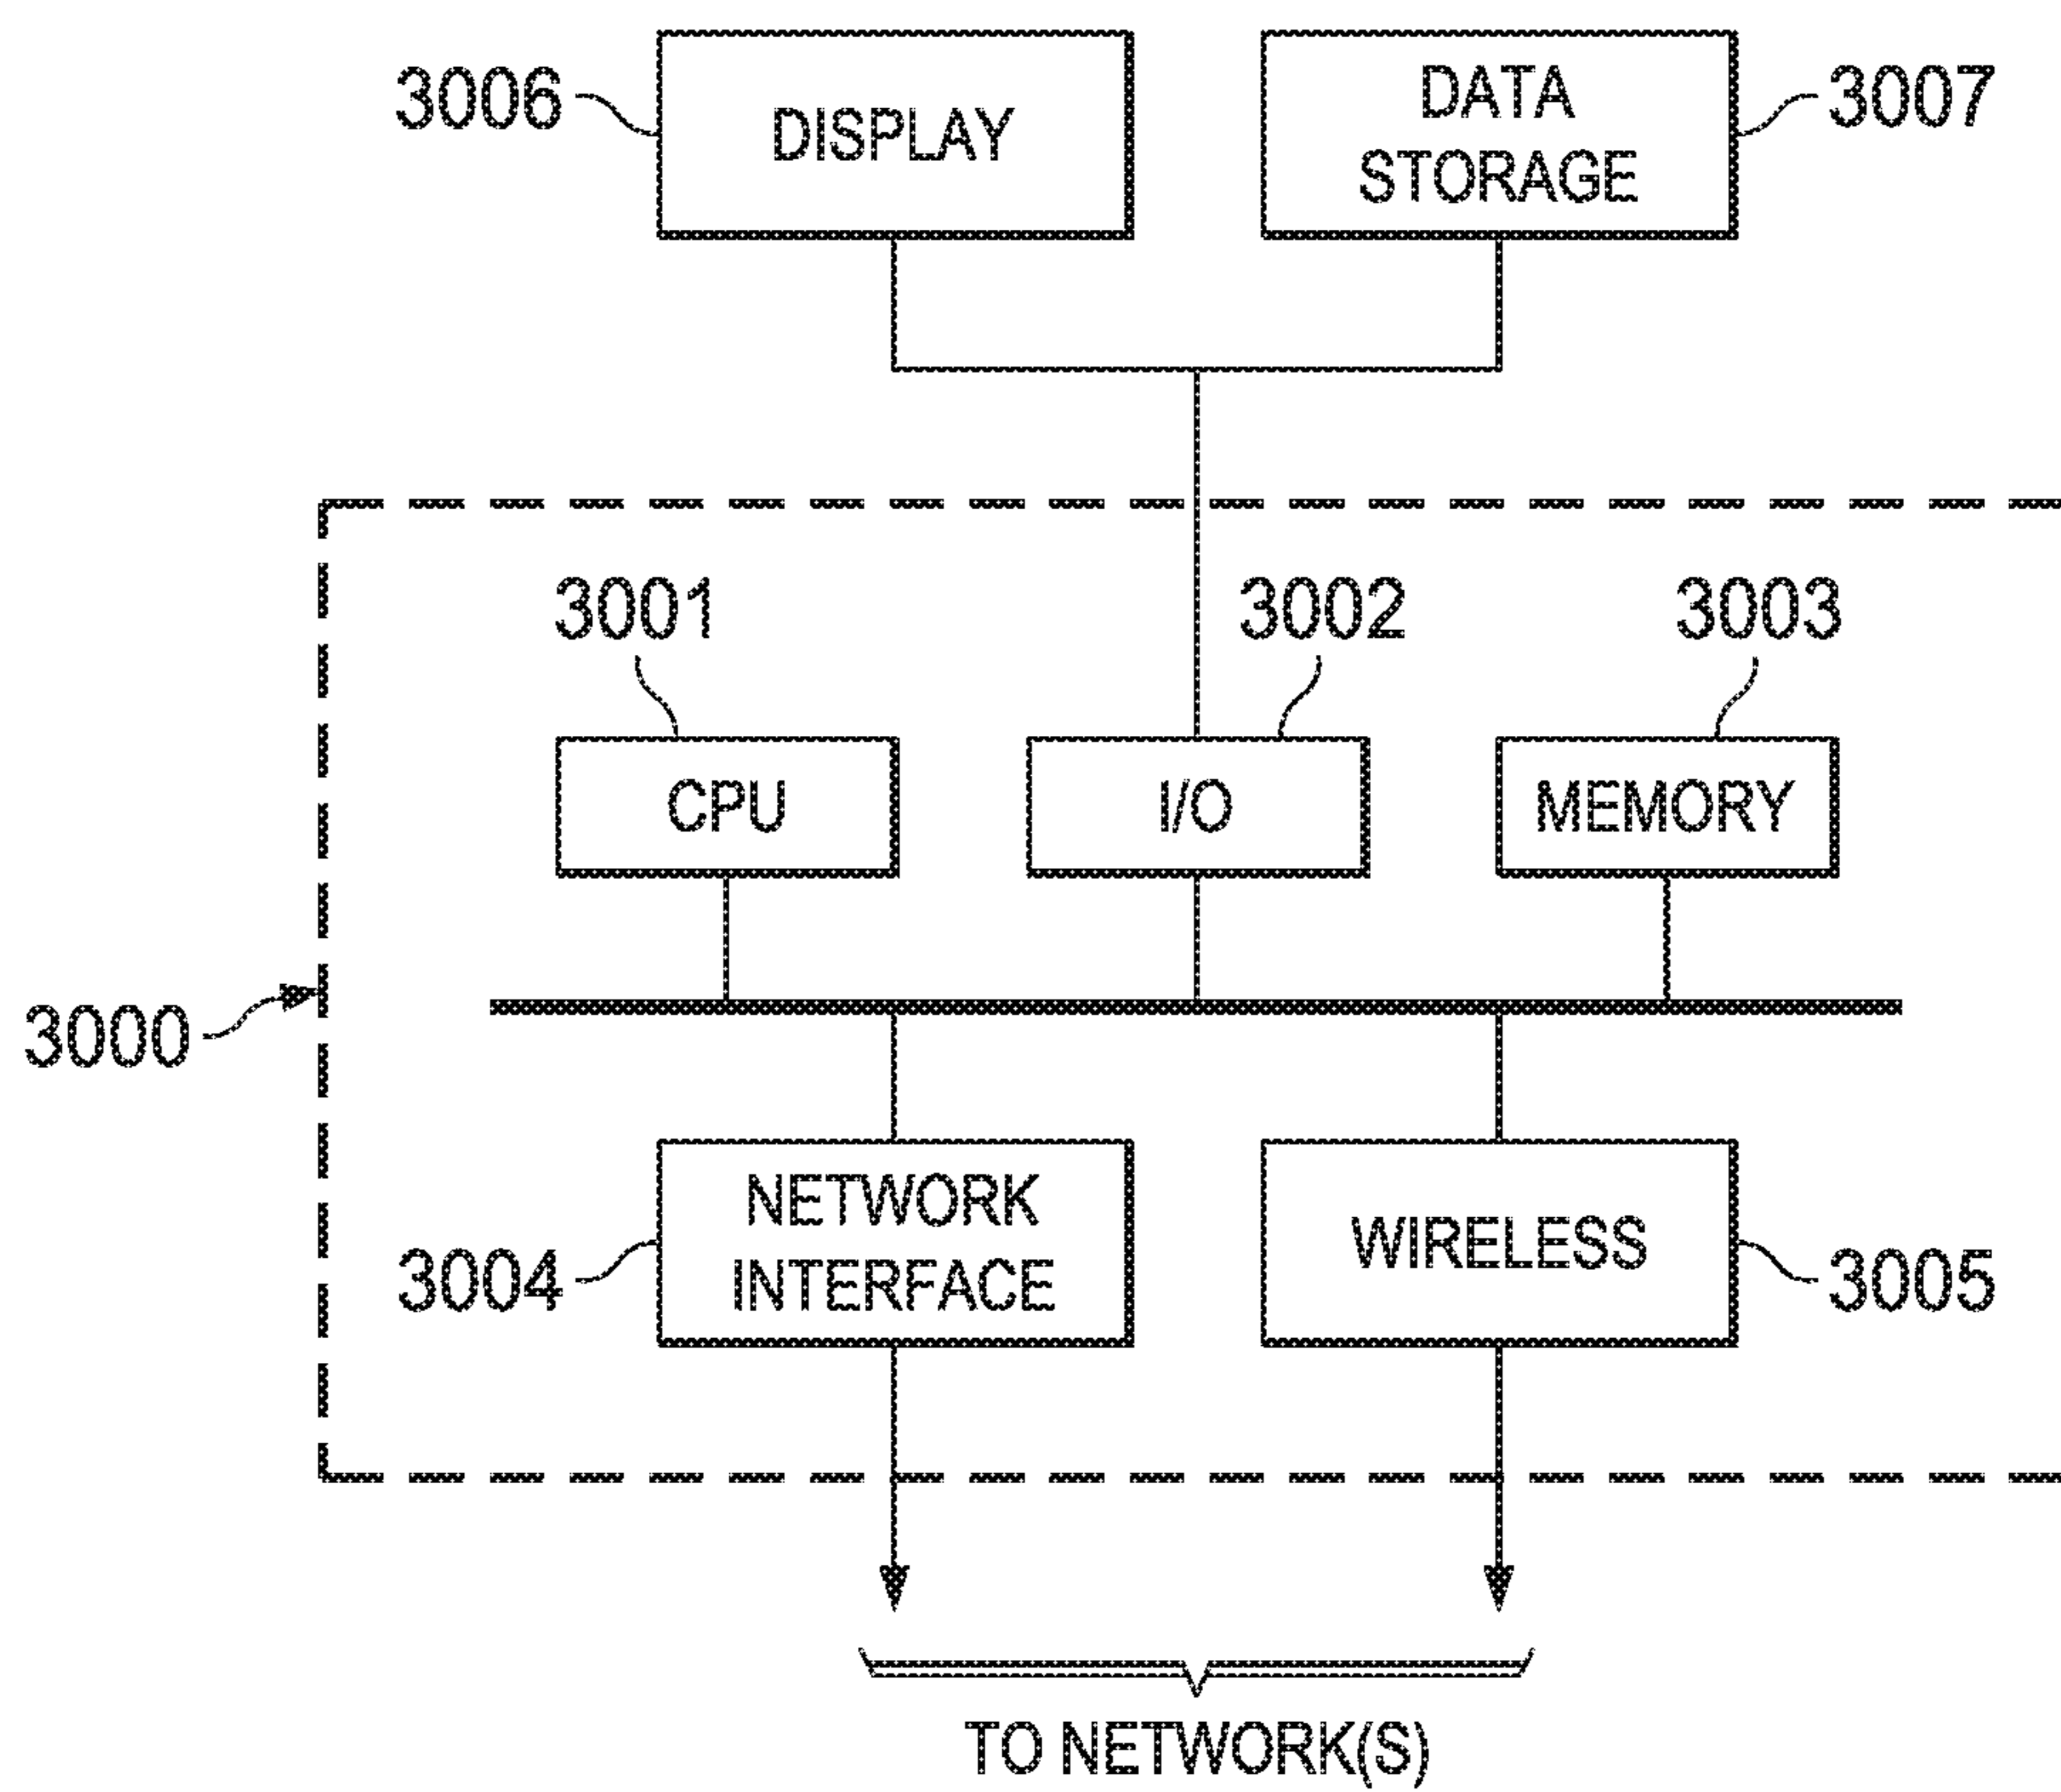 3006
DISPLAY
DATA
STORAGE
3007
3001
3002
3003
CPU
I/O
MEMORY
3000
NETWORK
INTERFACE
3004
WIRELESS
3005
TO NETWORK(S)